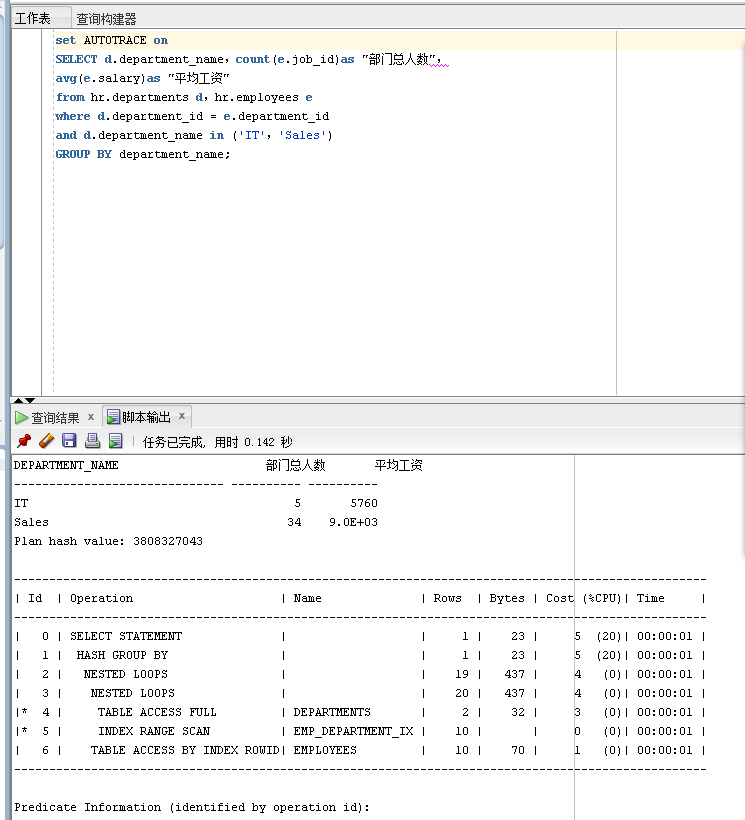 工作表 查询构建器
set AUTOTRACE on
SELECT d.department_name，count(e.job_id)as "部门总人数"，
avg(e.salary)as "平均工资"
from hr.departments d，hr.employees e
where d.department_id = e.department_id
and d.department_name in ('IT'，'Sales')
GROUP BY department_name;
查询结果 x 脚本输出 x
任务已完成, 用时 0.142 秒
DEPARTMENT_NAME 部门总人数 平均工资
------------------------------ ---------- ----------
IT 5 5760
Sales 34 9.0E+03
Plan hash value: 3808327043
---------------------------------------------------------------------------------------------------
| Id | Operation | Name | Rows | Bytes | Cost (%CPU)| Time |
---------------------------------------------------------------------------------------------------
| 0 | SELECT STATEMENT | | 1 | 23 | 5 (20)| 00:00:01 |
| 1 | HASH GROUP BY | | 1 | 23 | 5 (20)| 00:00:01 |
| 2 | NESTED LOOPS | | 19 | 437 | 4 (0)| 00:00:01 |
| 3 | NESTED LOOPS | | 20 | 437 | 4 (0)| 00:00:01 |
|* 4 | TABLE ACCESS FULL | DEPARTMENTS | 2 | 32 | 3 (0)| 00:00:01 |
|* 5 | INDEX RANGE SCAN | EMP_DEPARTMENT_IX | 10 | | 0 (0)| 00:00:01 |
| 6 | TABLE ACCESS BY INDEX ROWID| EMPLOYEES | 10 | 70 | 1 (0)| 00:00:01 |
---------------------------------------------------------------------------------------------------
Predicate Information (identified by operation id):